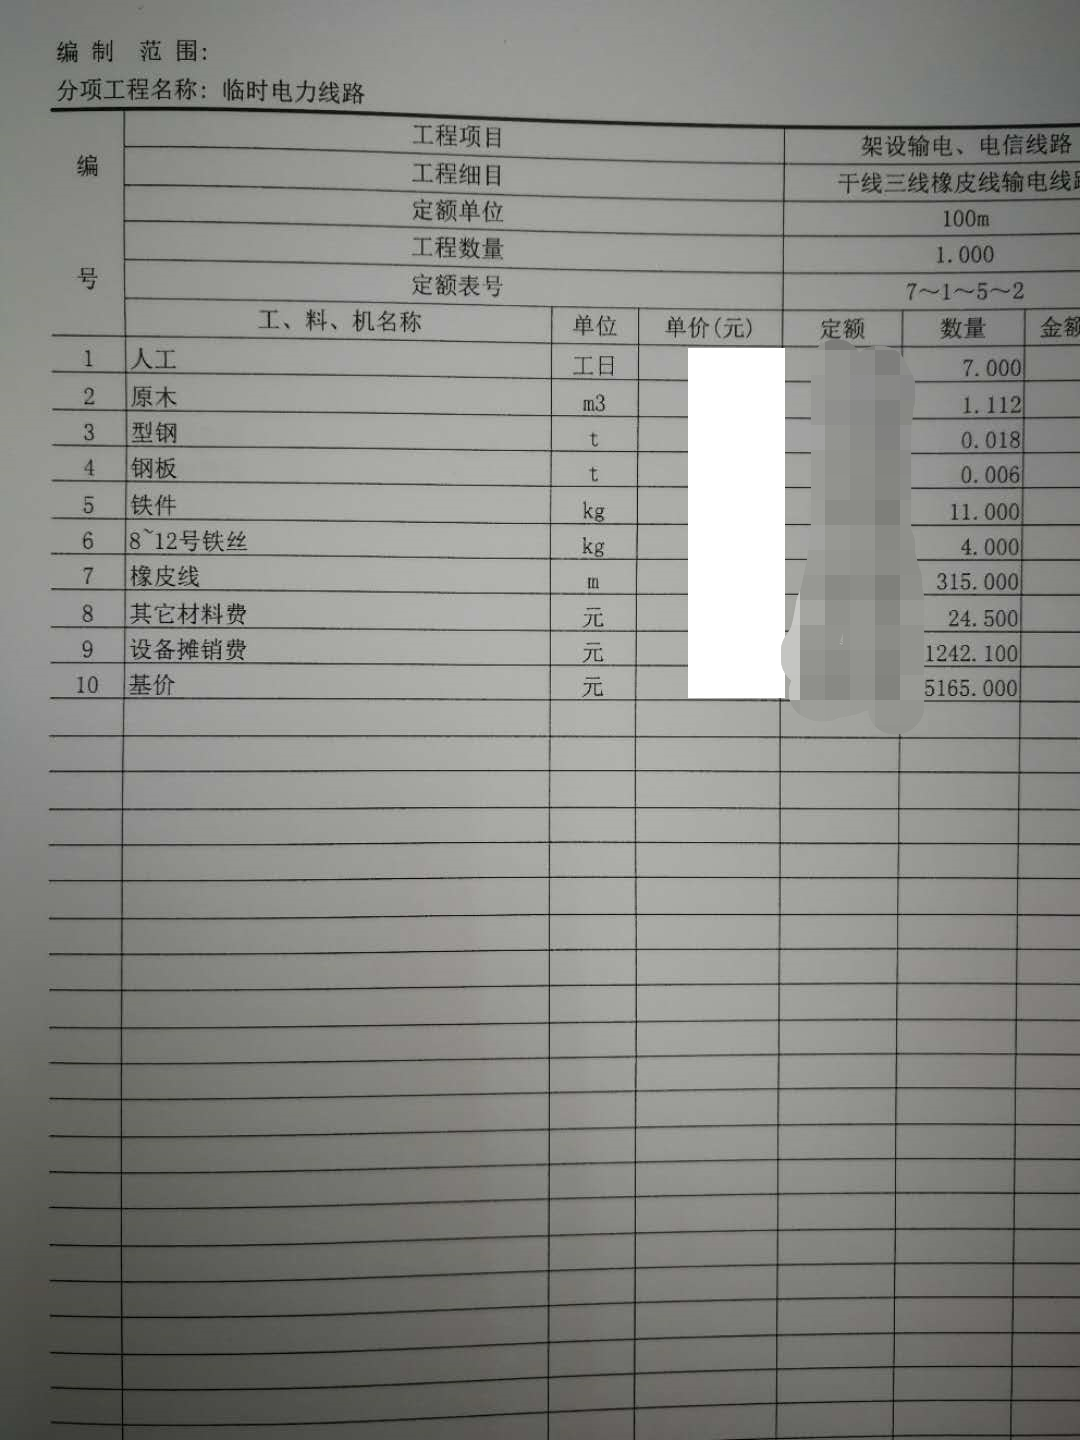 编 制 范 围:
分项工程名称: 临时电力线路
编
号
工程项目 架设输电、电信线路
工程细目 干线三线橡皮线输电线路
定额单位 100m
工程数量 1.000
定额表号 7～1～5～2
工、料、机名称 单位 单价(元) 定额 数量 金额
1 人工 工日 7.000
2 原木 m3 1.112
3 型钢 t 0.018
4 钢板 t 0.006
5 铁件 kg 11.000
6 8~12号铁丝 kg 4.000
7 橡皮线 m 315.000
8 其它材料费 元 24.500
9 设备摊销费 元 1242.100
10 基价 元 5165.000